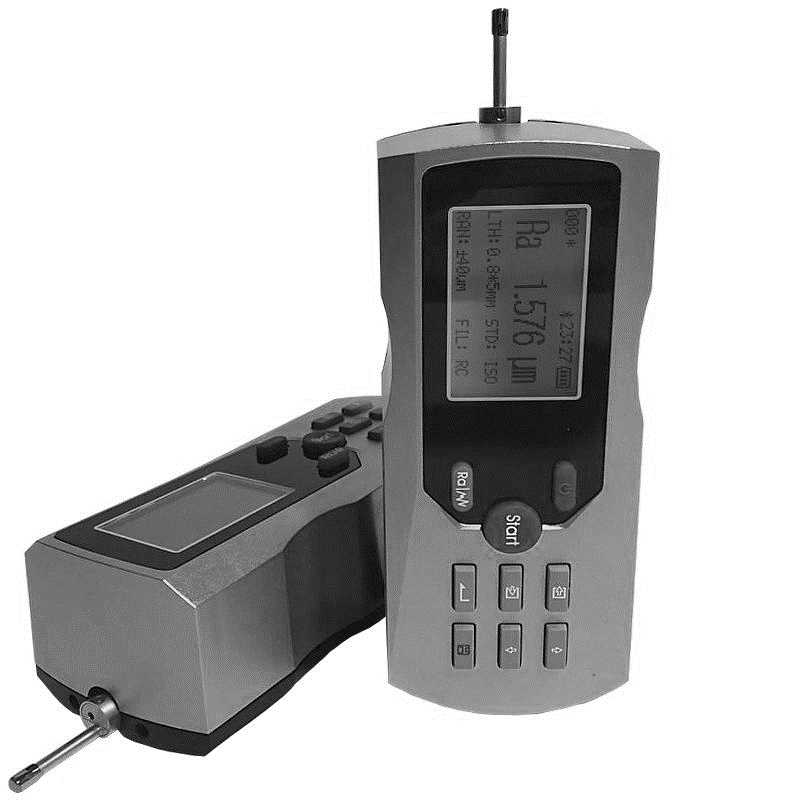 000* *23:27
Ra 1.576 µm
LTH:0.8*5mm STD: ISO
RAN: ±40µm FIL: RC
Ra
Start